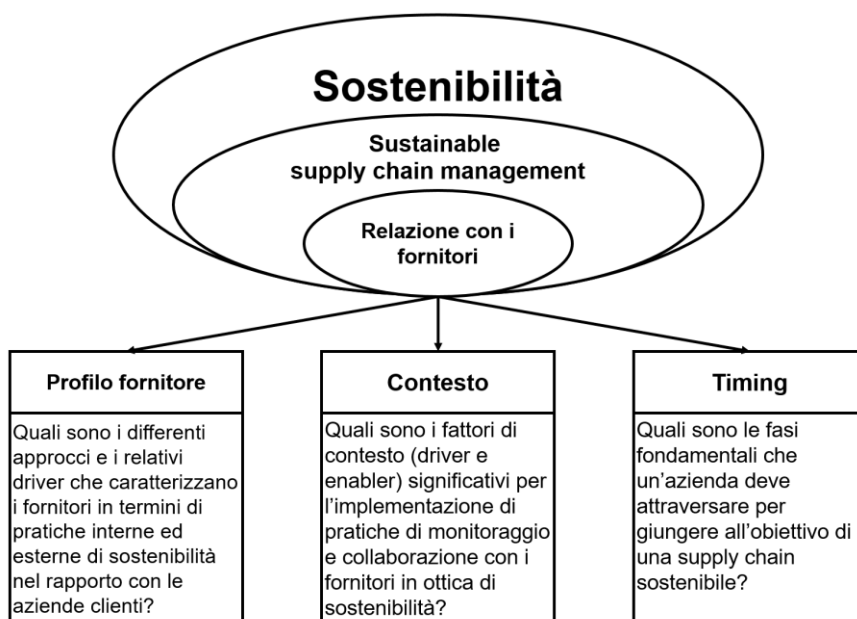 Sostenibilità
Sustainable
supply chain management
Relazione con i
fornitori
Profilo fornitore
Quali sono i differenti
approcci e i relativi
driver che caratterizzano
i fornitori in termini di
pratiche interne ed
esterne di sostenibilità
nel rapporto con le
aziende clienti?
Contesto
Quali sono i fattori di
contesto (driver e
enabler) significativi per
l'implementazione di
pratiche di monitoraggio
e collaborazione con i
fornitori in ottica di
sostenibilità?
Timing
Quali sono le fasi
fondamentali che
un'azienda deve
attraversare per
giungere all'obiettivo di
una supply chain
sostenibile?